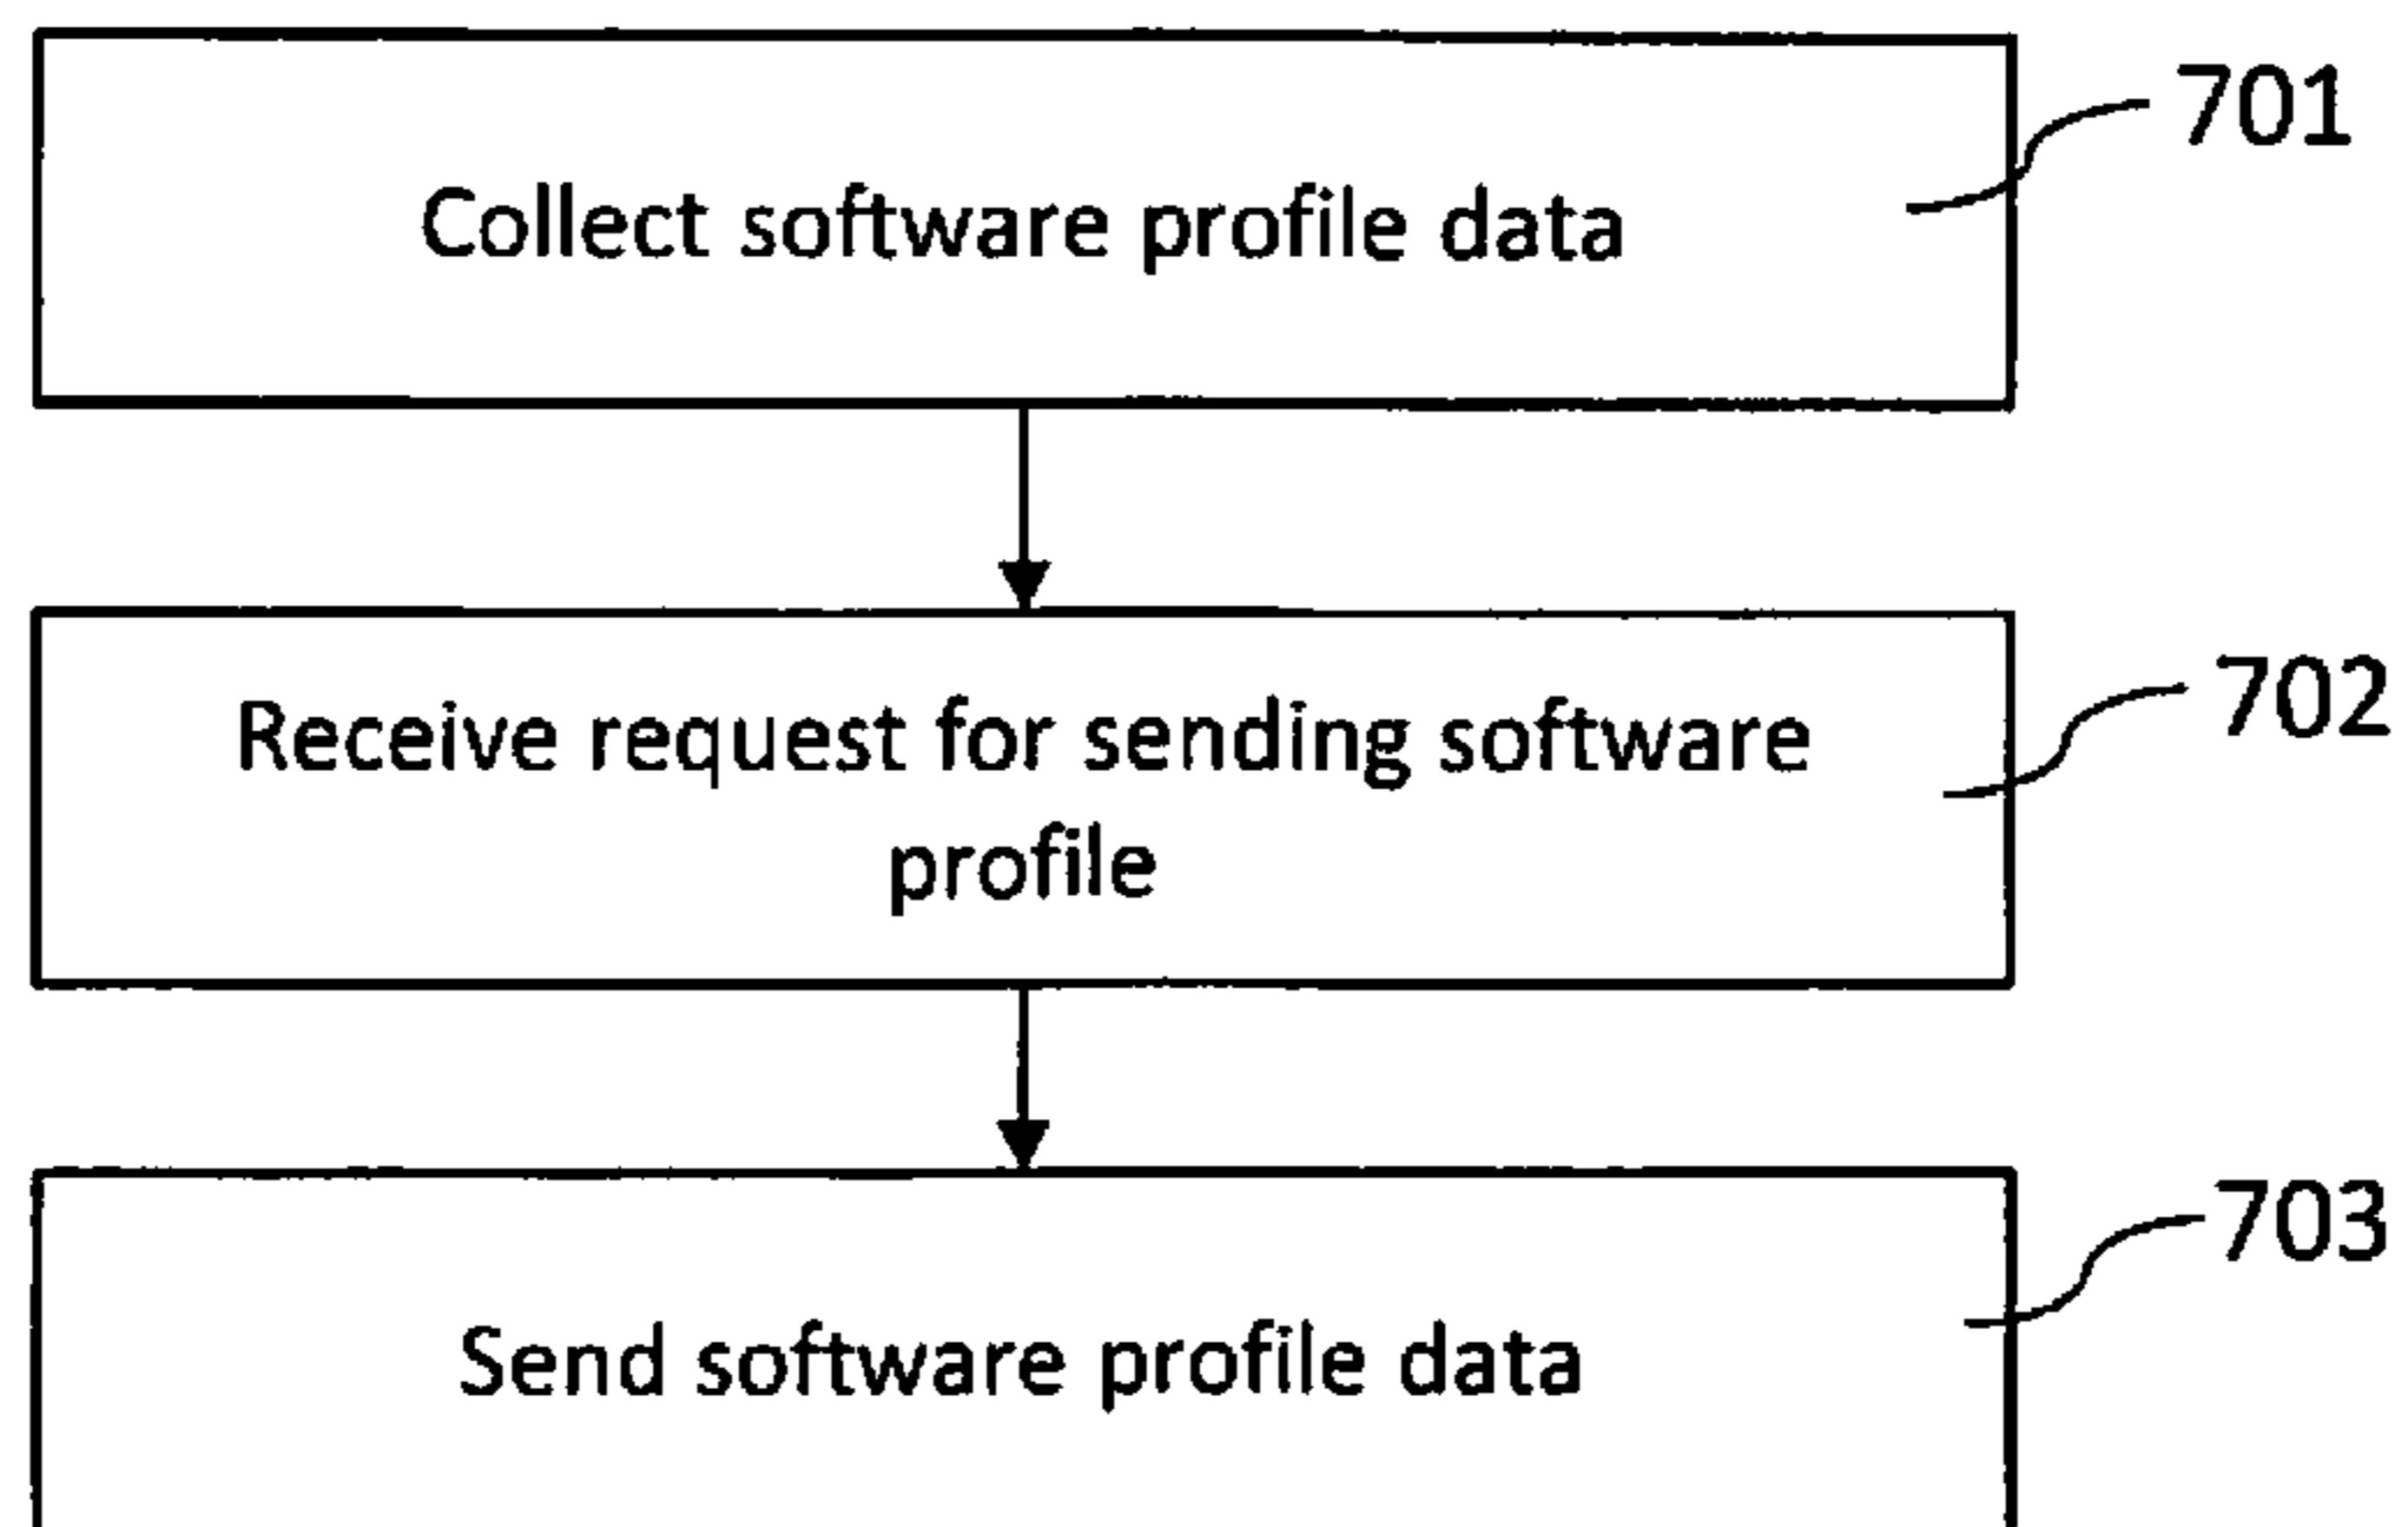 701
Collect software profile data
702
Receive request for sending software
profile
703
Send software profile data